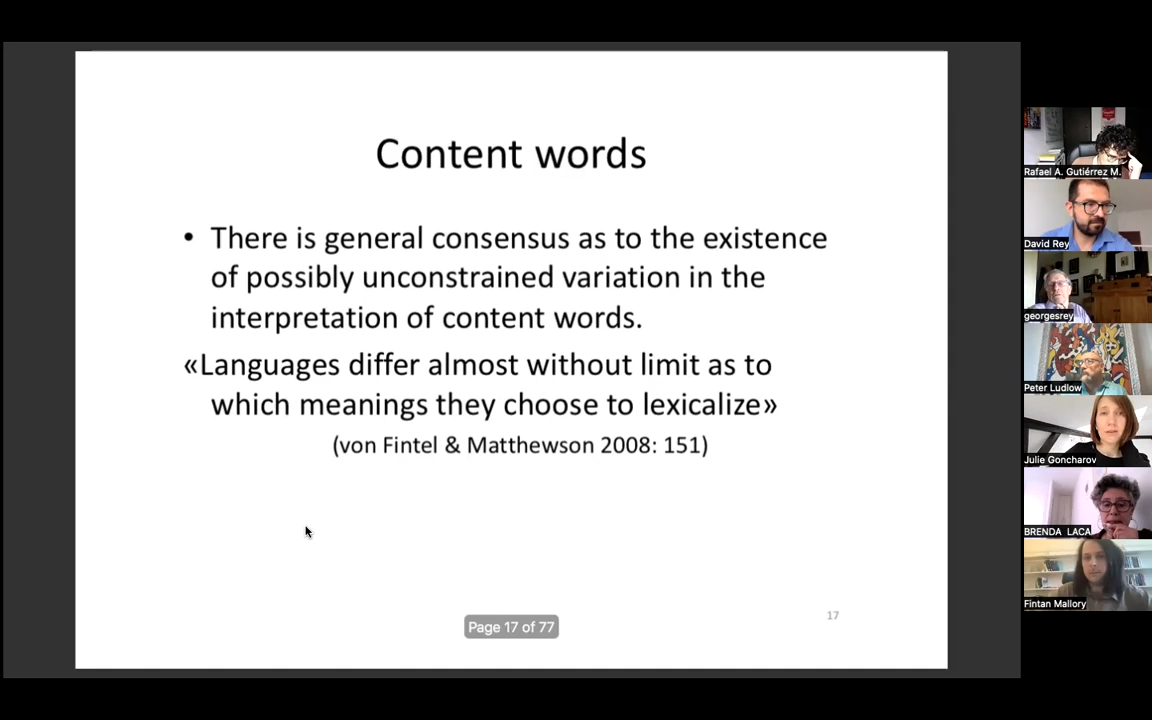 Content words
• There is general consensus as to the existence
of possibly unconstrained variation in the
interpretation of content words.
«Languages differ almost without limit as to
which meanings they choose to lexicalize»
(von Fintel & Matthewson 2008: 151)
17
Page 17 of 77
Rafael A. Gutiérrez M.
David Rey
georgesrey
Peter Ludlow
Julie Goncharov
BRENDA LACA
Fintan Mallory